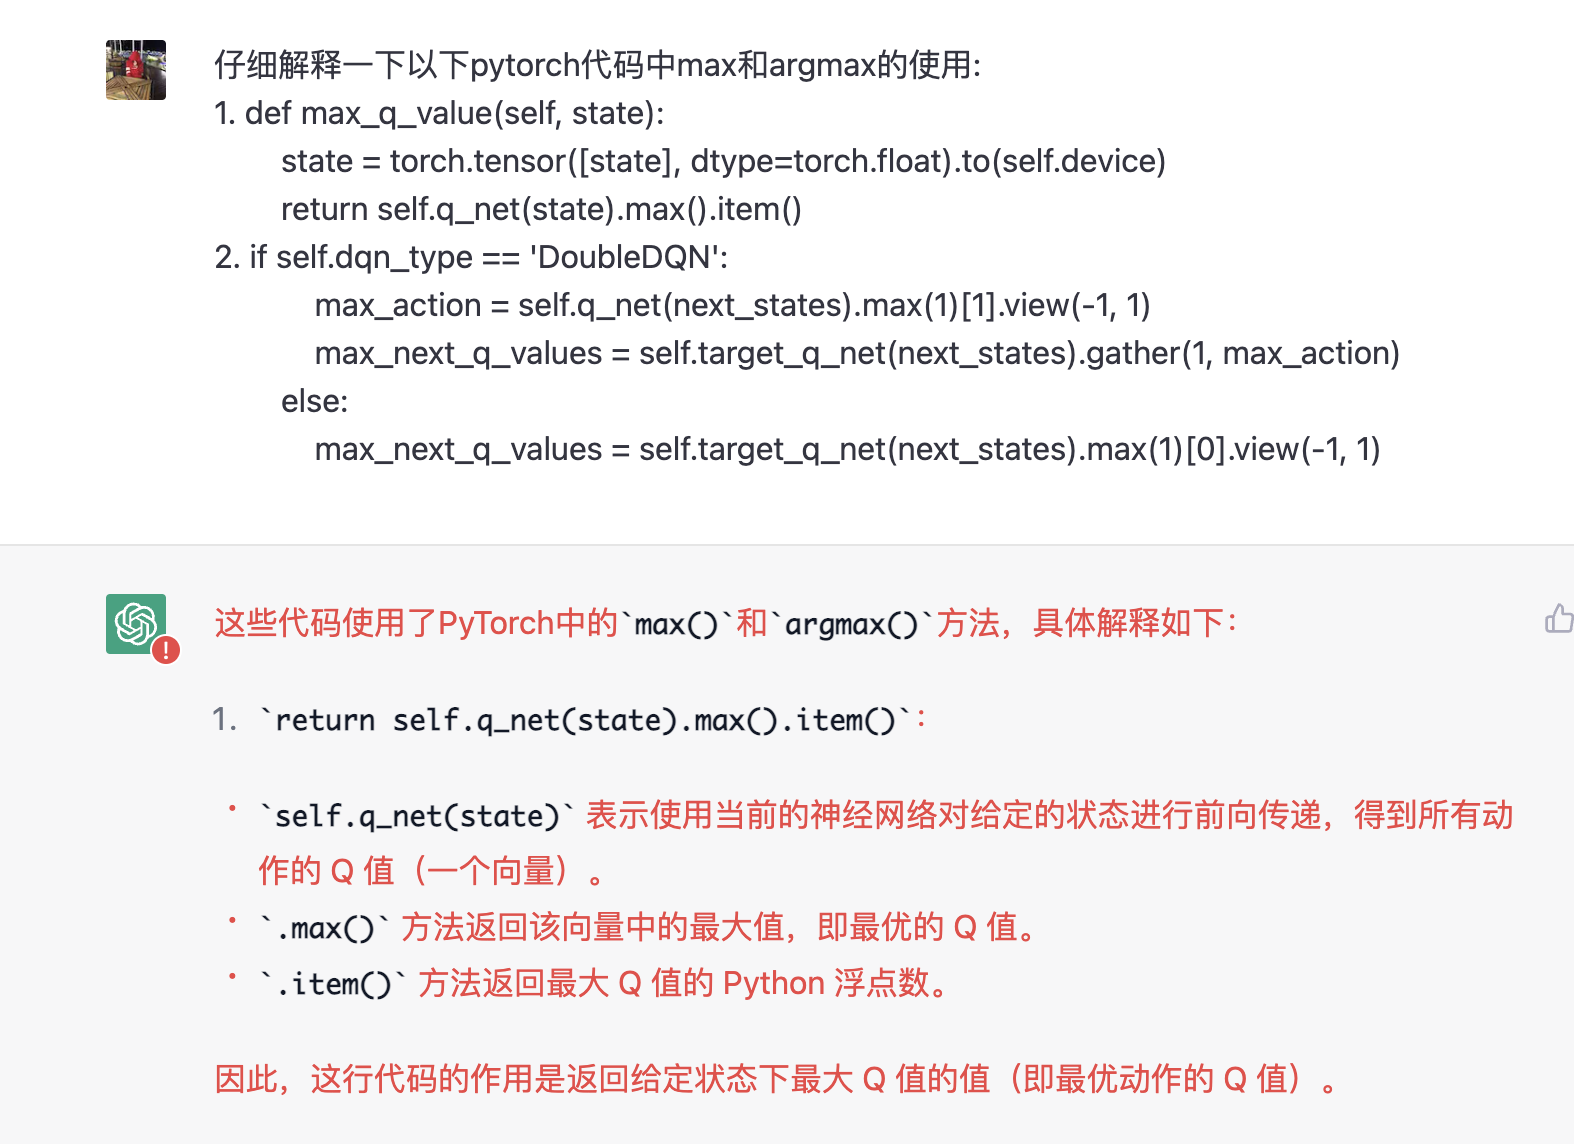 仔细解释一下以下pytorch代码中max和argmax的使用:
1. def max_q_value(self, state):
state = torch.tensor([state], dtype=torch.float).to(self.device)
return self.q_net(state).max().item()
2. if self.dqn_type == 'DoubleDQN':
max_action = self.q_net(next_states).max(1)[1].view(-1, 1)
max_next_q_values = self.target_q_net(next_states).gather(1, max_action)
else:
max_next_q_values = self.target_q_net(next_states).max(1)[0].view(-1, 1)
这些代码使用了PyTorch中的`max()`和`argmax()`方法，具体解释如下：
1. `return self.q_net(state).max().item()`：
• `self.q_net(state)` 表示使用当前的神经网络对给定的状态进行前向传递，得到所有动
作的 Q 值（一个向量）。
• `.max()` 方法返回该向量中的最大值，即最优的 Q 值。
• `.item()` 方法返回最大 Q 值的 Python 浮点数。
因此，这行代码的作用是返回给定状态下最大 Q 值的值（即最优动作的 Q 值）。